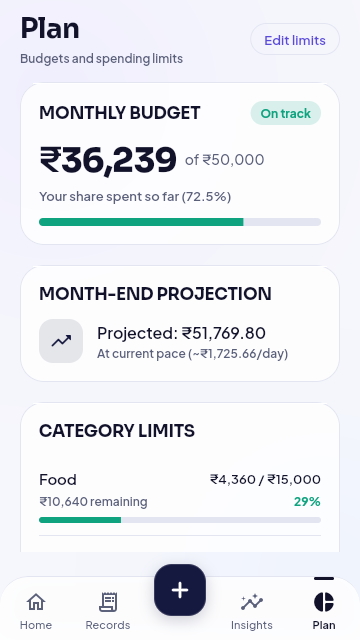 Plan
Budgets and spending limits
Edit limits
MONTHLY BUDGET
On track
₹36,239 of ₹50,000
Your share spent so far (72.5%)
MONTH-END PROJECTION
Projected: ₹51,769.80
At current pace (~₹1,725.66/day)
CATEGORY LIMITS
Food ₹4,360 / ₹15,000
₹10,640 remaining 29%
Home Records Insights Plan